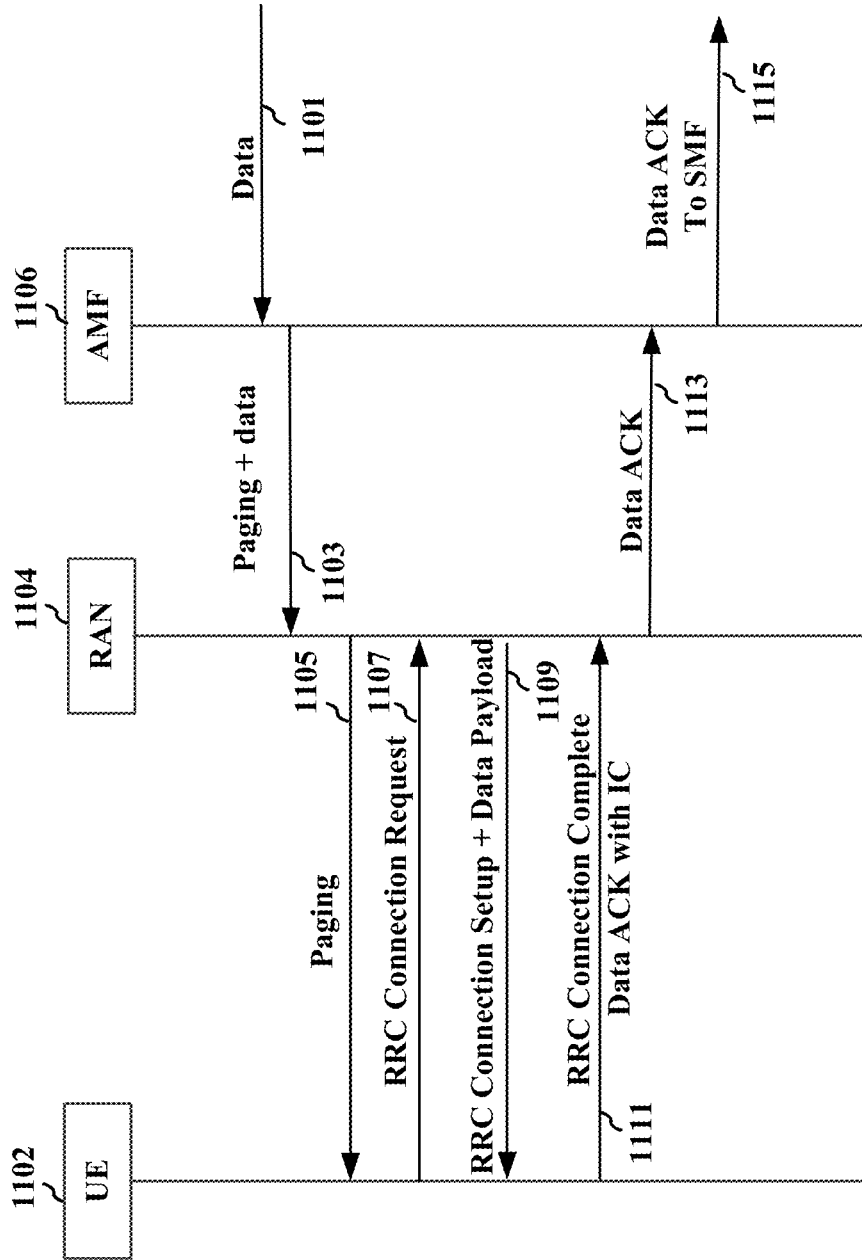 1102
UE
1104
RAN
1106
AMF
Data
1101
Paging + data
1103
Paging
1105
RRC Connection Request
1107
RRC Connection Setup + Data Payload
1109
RRC Connection Complete
Data ACK with IC
1111
Data ACK
1113
Data ACK
To SMF
1115